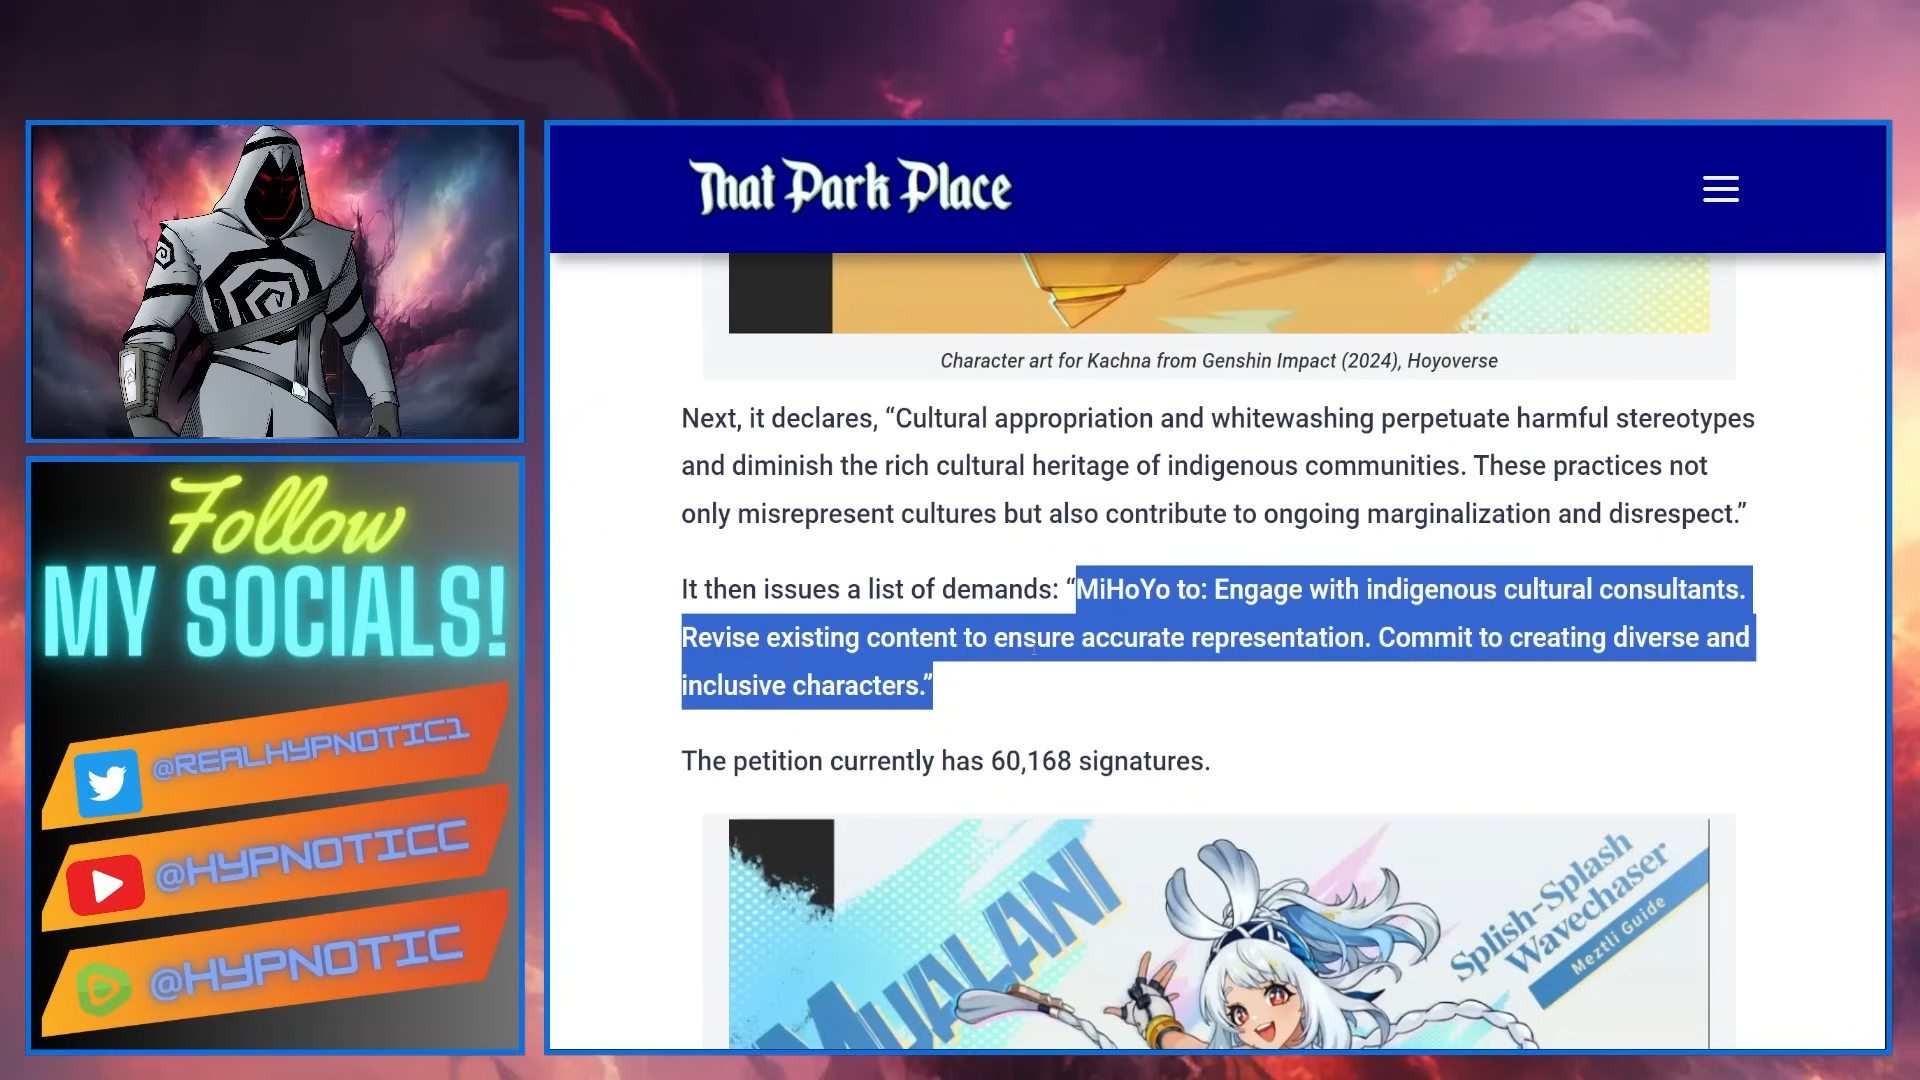 That Park Place
Character art for Kachna from Genshin Impact (2024), Hoyoverse
Next, it declares, “Cultural appropriation and whitewashing perpetuate harmful stereotypes
and diminish the rich cultural heritage of indigenous communities. These practices not
only misrepresent cultures but also contribute to ongoing marginalization and disrespect.”
It then issues a list of demands: “MiHoYo to: Engage with indigenous cultural consultants.
Revise existing content to ensure accurate representation. Commit to creating diverse and
inclusive characters.”
The petition currently has 60,168 signatures.
MUALANI
Splish-Splash
Wavechaser
Meztli Guide
Follow
MY SOCIALS!
@REALHYPNOTIC1
@HYPNOTICC
@HYPNOTIC